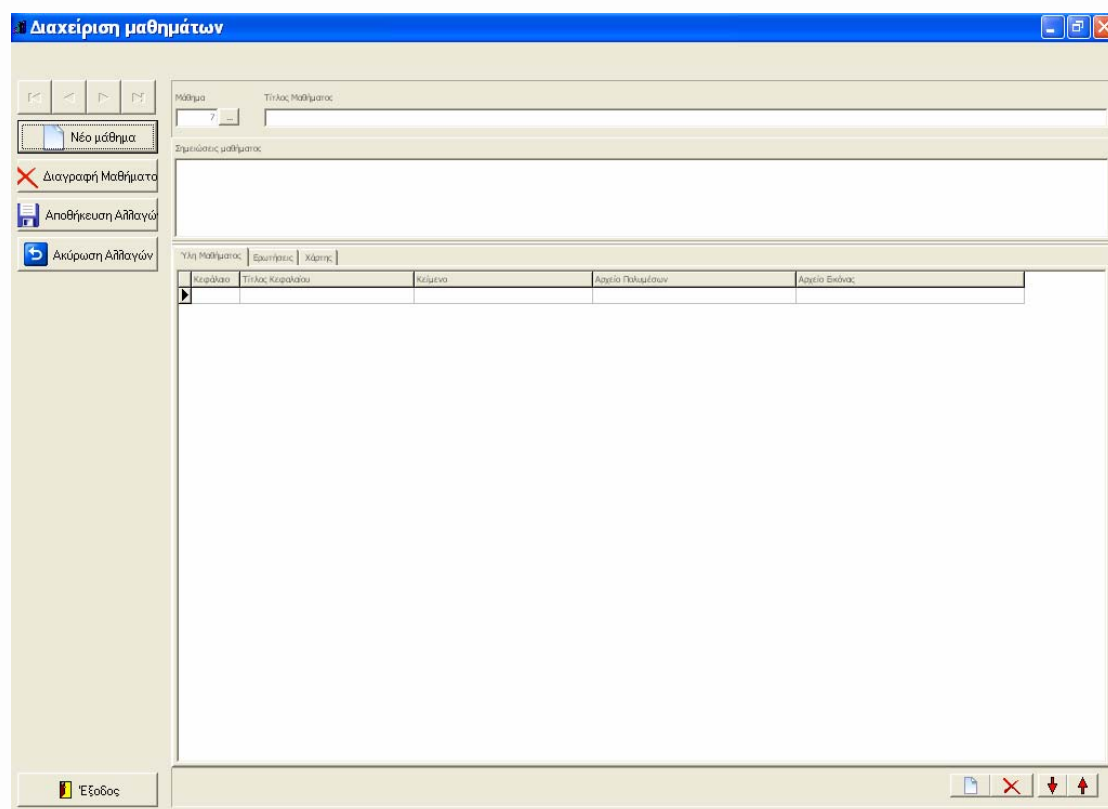 Διαχείριση μαθημάτων
Μάθημα Τίτλος Μαθήματος
7 ...
Νέο μάθημα
Σημειώσεις μαθήματος
Διαγραφή Μαθήματο
Αποθήκευση Αλλαγώ
Ακύρωση Αλλαγών
Ύλη Μαθήματος Ερωτήσεις Χάρτης
Κεφάλαιο Τίτλος Κεφαλαίου Κείμενο Αρχείο Πολυμέσων Αρχείο Εικόνας
Έξοδος